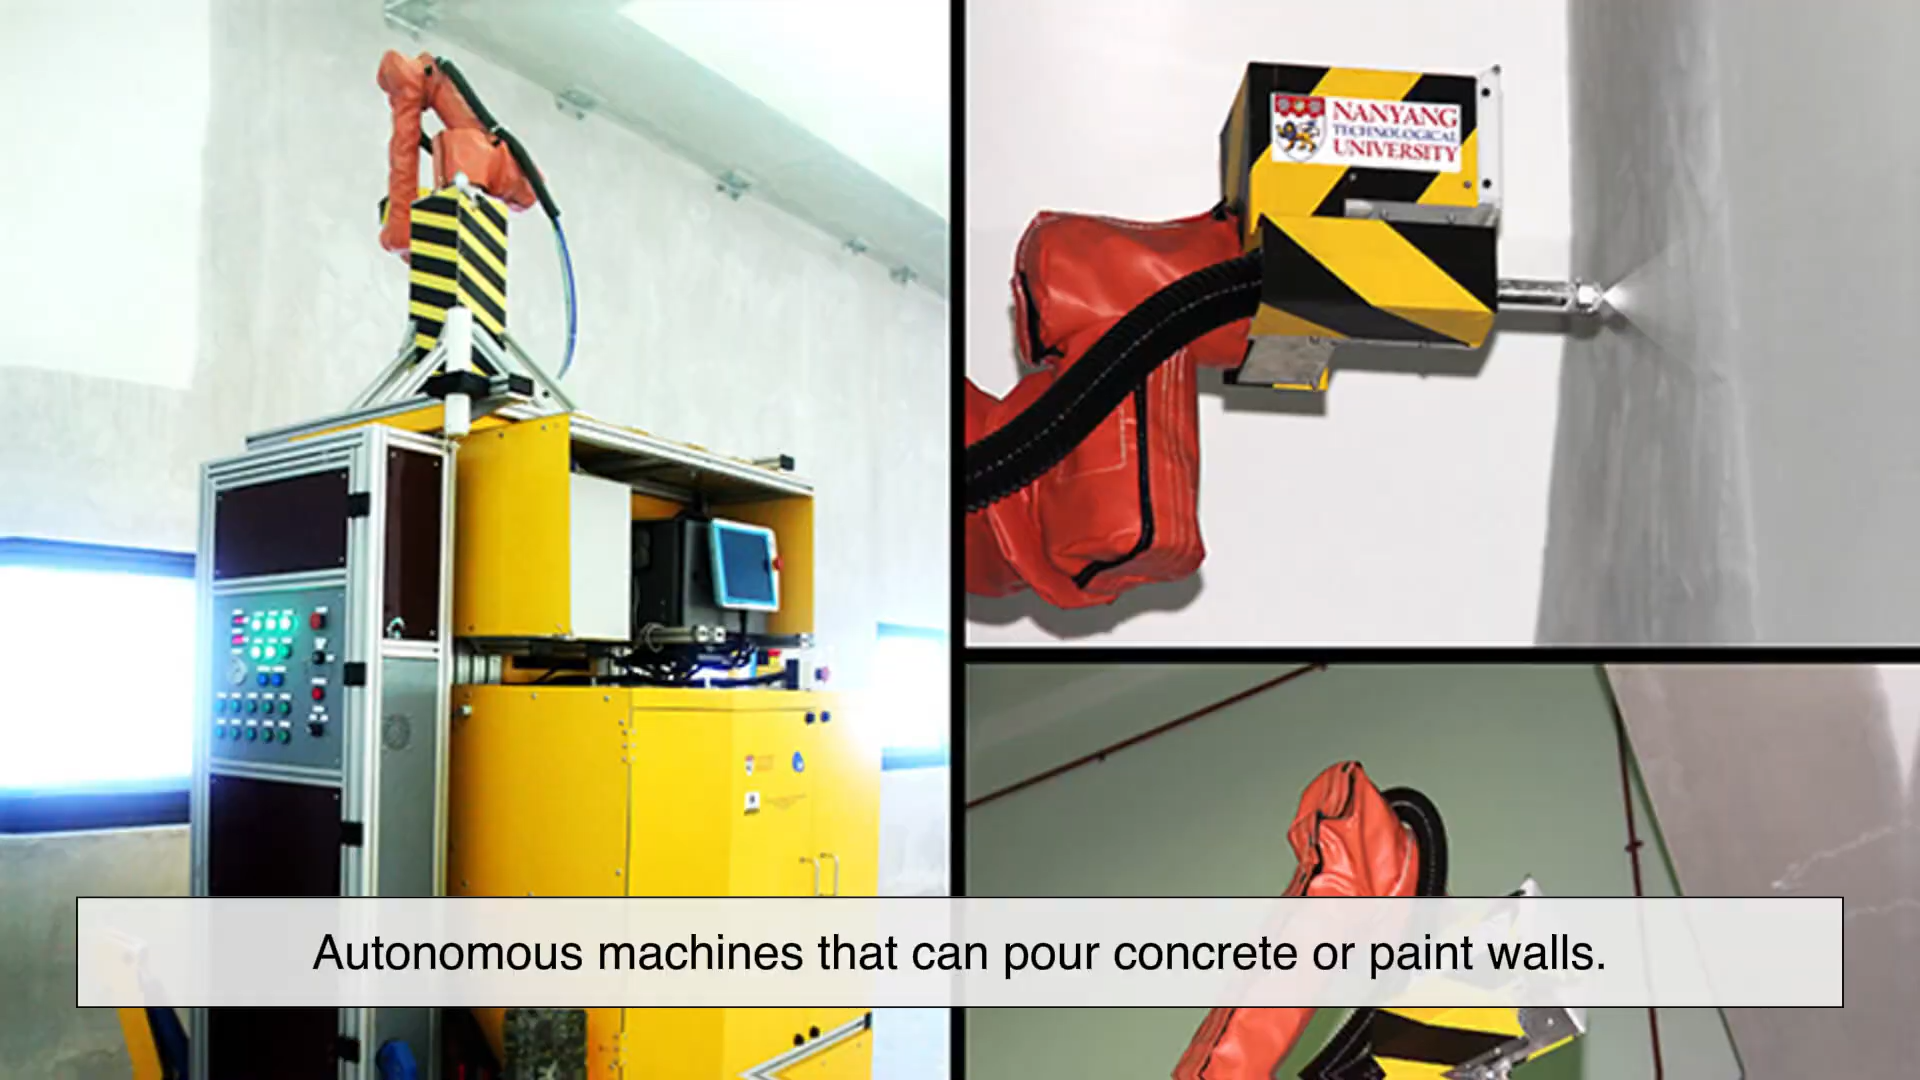 NANYANG
TECHNOLOGICAL
UNIVERSITY
Autonomous machines that can pour concrete or paint walls.